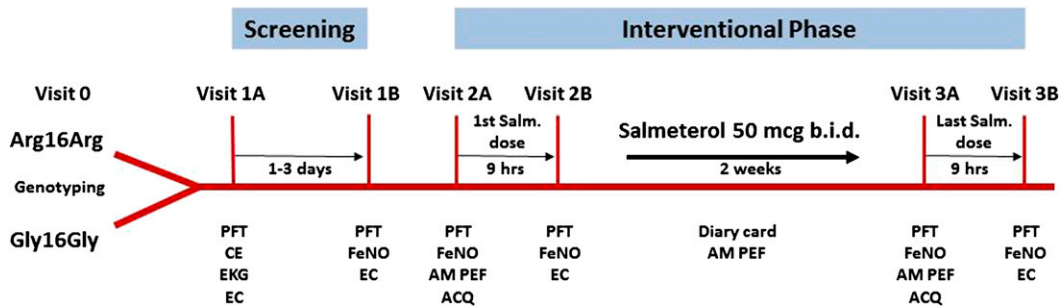 Screening
Interventional Phase
Visit 0
Visit 1A
Visit 1B
Visit 2A
Visit 2B
Visit 3A
Visit 3B
Arg16Arg
Genotyping
Gly16Gly
1-3 days
1st Salm.
dose
9 hrs
Salmeterol 50 mcg b.i.d.
2 weeks
Last Salm.
dose
9 hrs
PFT
CE
EKG
EC
PFT
FeNO
EC
PFT
FeNO
AM PEF
ACQ
PFT
FeNO
EC
Diary card
AM PEF
PFT
FeNO
AM PEF
ACQ
PFT
FeNO
EC